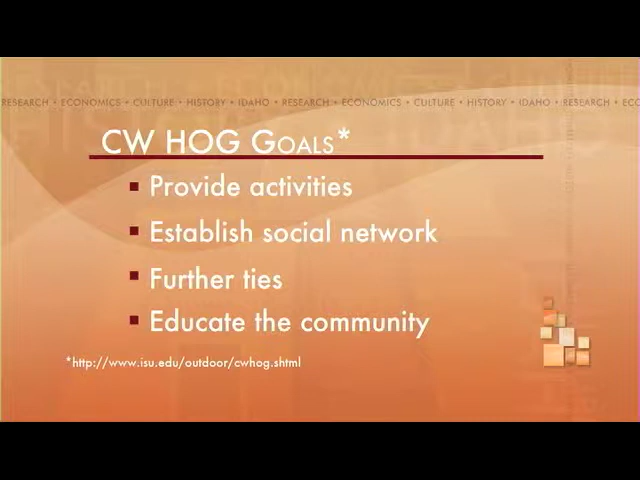 RESEARCH • ECONOMICS • CULTURE • HISTORY • IDAHO • RESEARCH • ECONOMICS • CULTURE • HISTORY • IDAHO • RESEARCH • ECO
CW HOG GOALS*
▪ Provide activities
▪ Establish social network
▪ Further ties
▪ Educate the community
*http://www.isu.edu/outdoor/cwhog.shtml